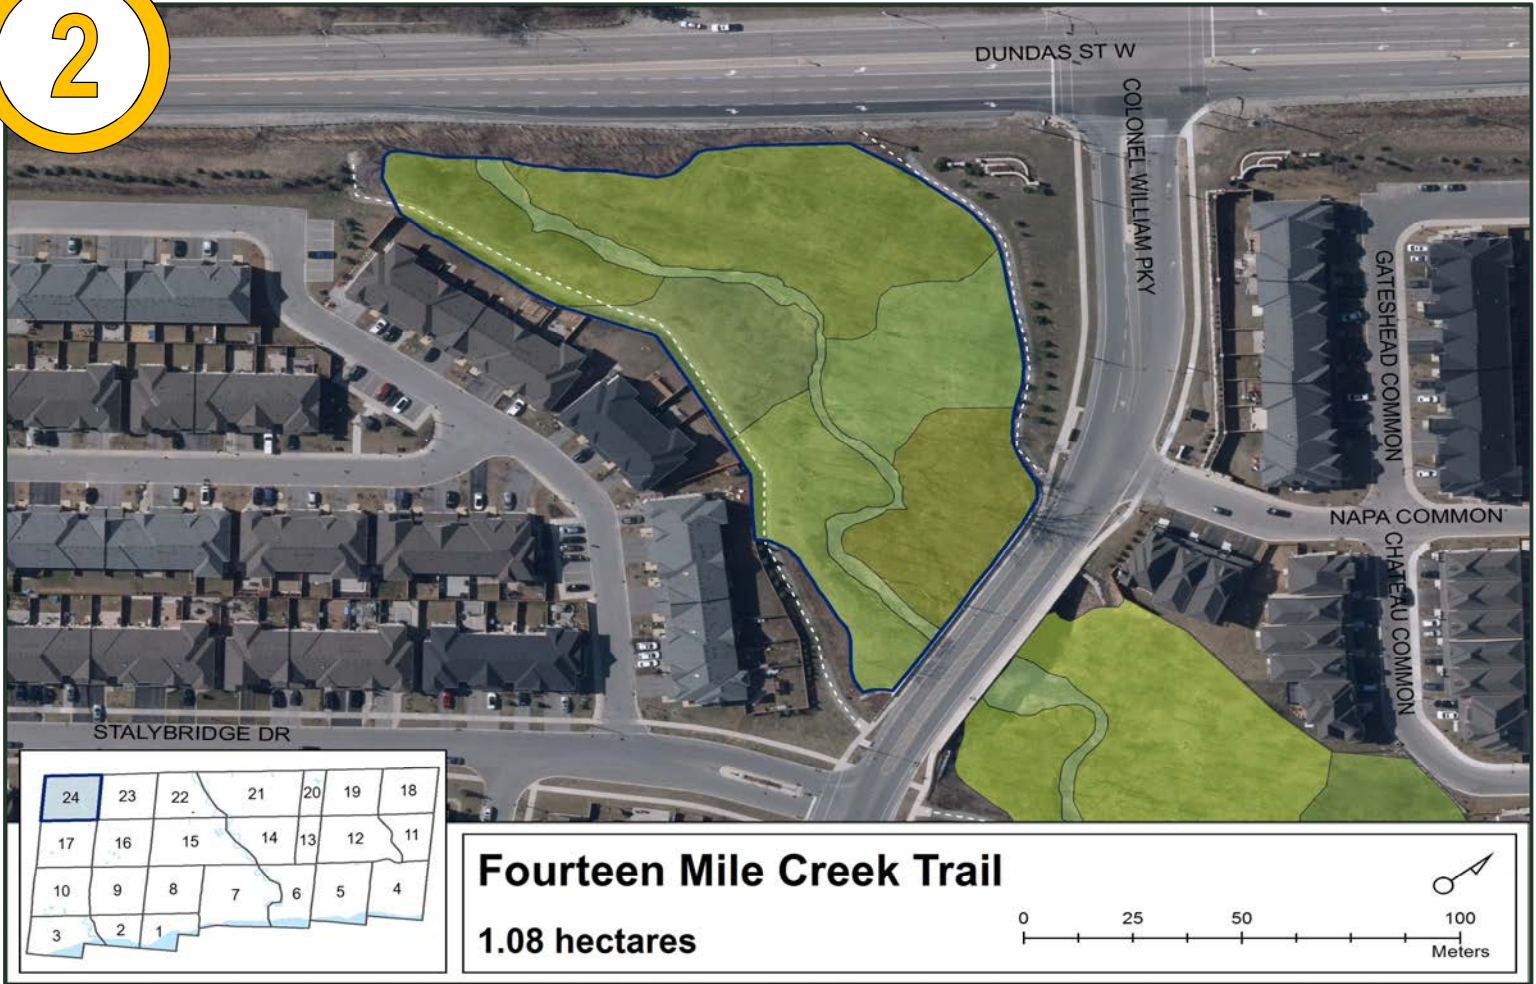 2
DUNDAS ST W
COLONEL WILLIAM PKY
GATESHEAD COMMON
NAPA COMMON
CHATEAU COMMON
STALYBRIDGE DR
24 23 22 21 20 19 18
17 16 15 14 13 12 11
10 9 8 7 6 5 4
3 2 1
Fourteen Mile Creek Trail
1.08 hectares
0 25 50 100
Meters